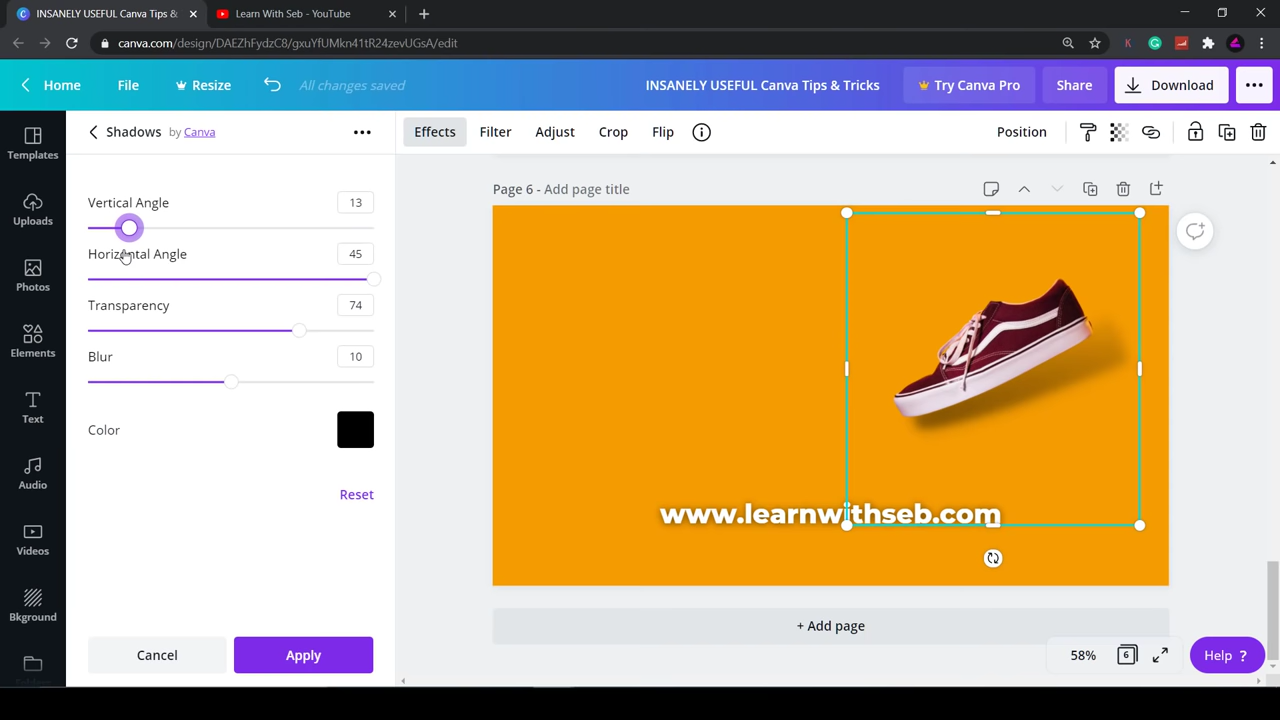 INSANELY USEFUL Canva Tips &
Learn With Seb - YouTube
canva.com/design/DAEZhFydzC8/gxuYfUMkn41tR24zevUGsA/edit
Home
File
Resize
All changes saved
INSANELY USEFUL Canva Tips & Tricks
Try Canva Pro
Share
Download
Templates
Uploads
Photos
Elements
Text
Audio
Videos
Bkground
Shadows by Canva
Vertical Angle 13
Horizontal Angle 45
Transparency 74
Blur 10
Color
Reset
Cancel
Apply
Effects
Filter
Adjust
Crop
Flip
Position
Page 6 - Add page title
www.learnwithseb.com
+ Add page
58%
6
Help ?